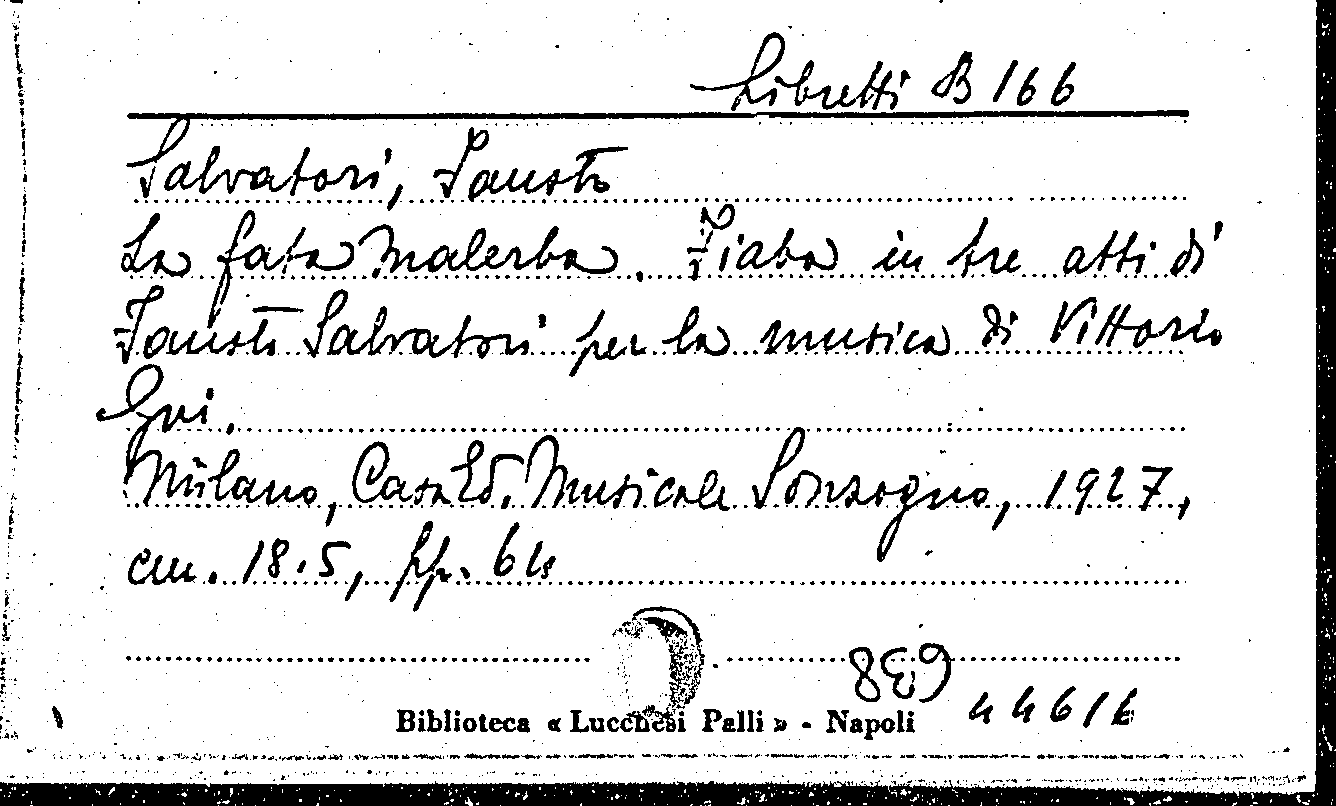 Libretti B 166
Salvatori, Fausto
La fata Malerba. Fiaba in tre atti di
Fausto Salvatori per la musica di Vittorio
Gui.
Milano, Casa Ed. Musicale Sonzogno, 1927,
cm. 18.5, pp. 64
Biblioteca « Lucchesi Palli » - Napoli